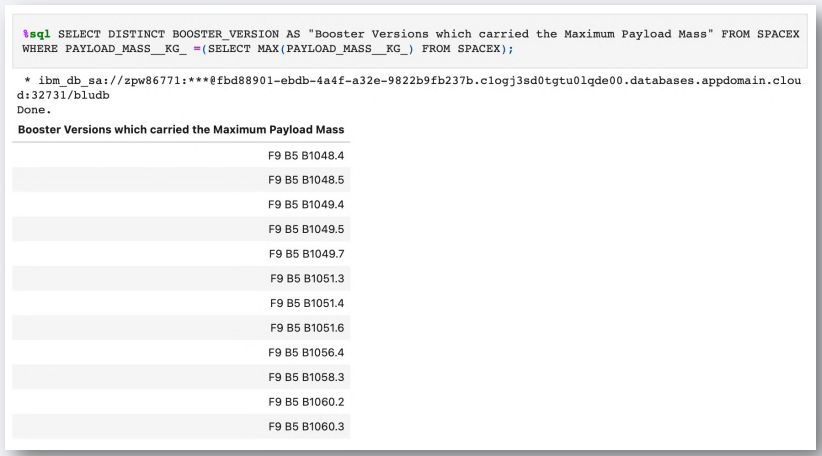 %sql SELECT DISTINCT BOOSTER_VERSION AS "Booster Versions which carried the Maximum Payload Mass" FROM SPACEX
WHERE PAYLOAD_MASS__KG_ =(SELECT MAX(PAYLOAD_MASS__KG_) FROM SPACEX);
* ibm_db_sa://zpw86771:***@fbd88901-ebdb-4a4f-a32e-9822b9fb237b.c1ogj3sd0tgtu0lqde00.databases.appdomain.clou
d:32731/bludb
Done.
Booster Versions which carried the Maximum Payload Mass
F9 B5 B1048.4
F9 B5 B1048.5
F9 B5 B1049.4
F9 B5 B1049.5
F9 B5 B1049.7
F9 B5 B1051.3
F9 B5 B1051.4
F9 B5 B1051.6
F9 B5 B1056.4
F9 B5 B1058.3
F9 B5 B1060.2
F9 B5 B1060.3